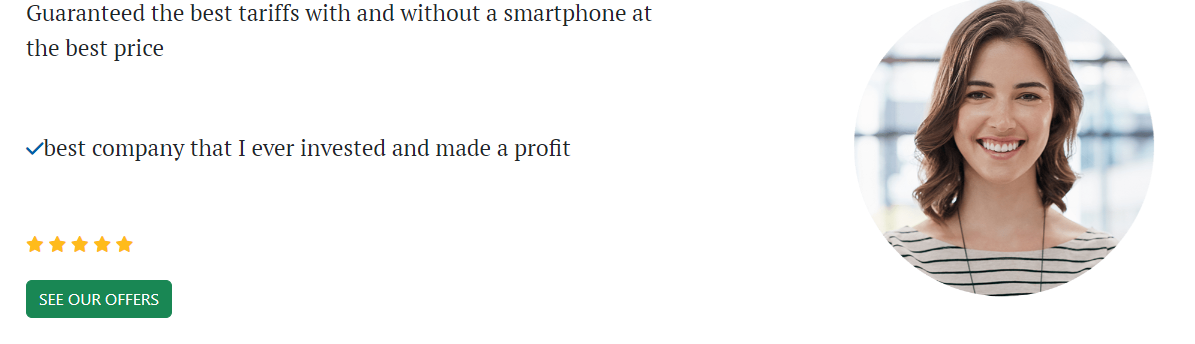 Guaranteed the best tariffs with and without a smartphone at
the best price
best company that I ever invested and made a profit
SEE OUR OFFERS